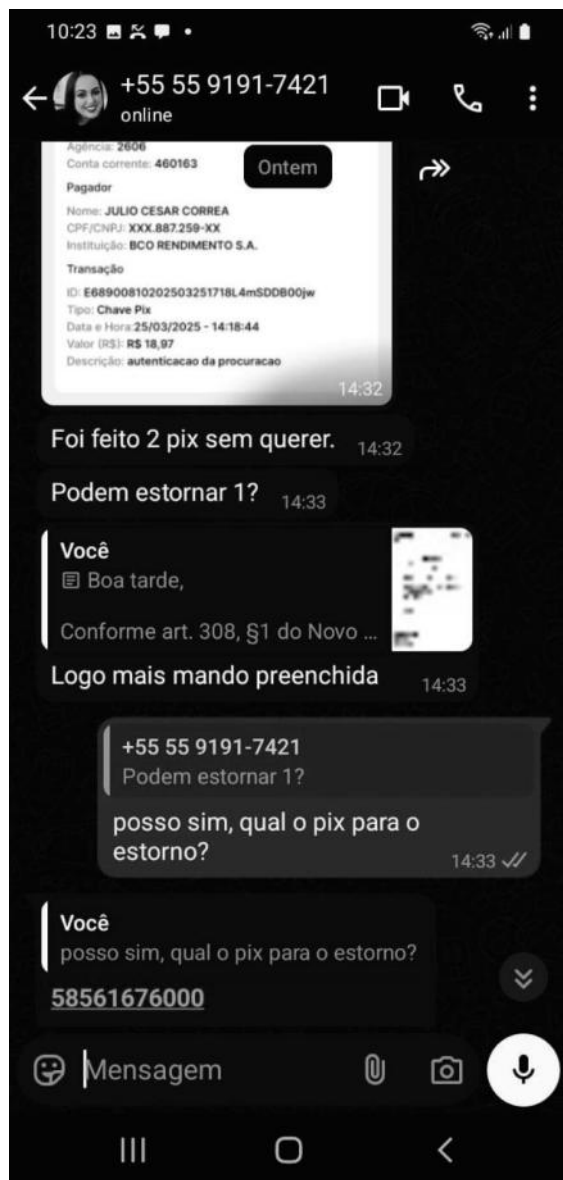 10:23
+55 55 9191-7421
online
Agência: 2606
Conta corrente: 460163
Ontem
Pagador
Nome: JULIO CESAR CORREA
CPF/CNPJ: XXX.887.259-XX
Instituição: BCO RENDIMENTO S.A.
Transação
ID: E68900810202503251718L4mSDDB00jw
Tipo: Chave Pix
Data e Hora:25/03/2025 - 14:18:44
Valor (R$): R$ 18,97
Descrição: autenticacao da procuracao
14:32
Foi feito 2 pix sem querer. 14:32
Podem estornar 1? 14:33
Você
Boa tarde,
Conforme art. 308, §1 do Novo ...
Logo mais mando preenchida 14:33
+55 55 9191-7421
Podem estornar 1?
posso sim, qual o pix para o
estorno? 14:33
Você
posso sim, qual o pix para o estorno?
58561676000
Mensagem